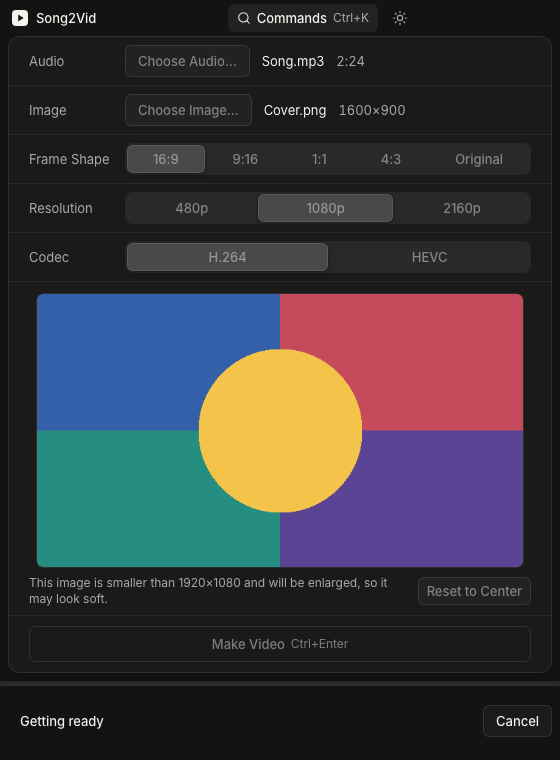 Song2Vid
Commands Ctrl+K
Audio Choose Audio... Song.mp3 2:24
Image Choose Image... Cover.png 1600×900
Frame Shape 16:9 9:16 1:1 4:3 Original
Resolution 480p 1080p 2160p
Codec H.264 HEVC
This image is smaller than 1920×1080 and will be enlarged, so it
may look soft.
Reset to Center
Make Video Ctrl+Enter
Getting ready
Cancel